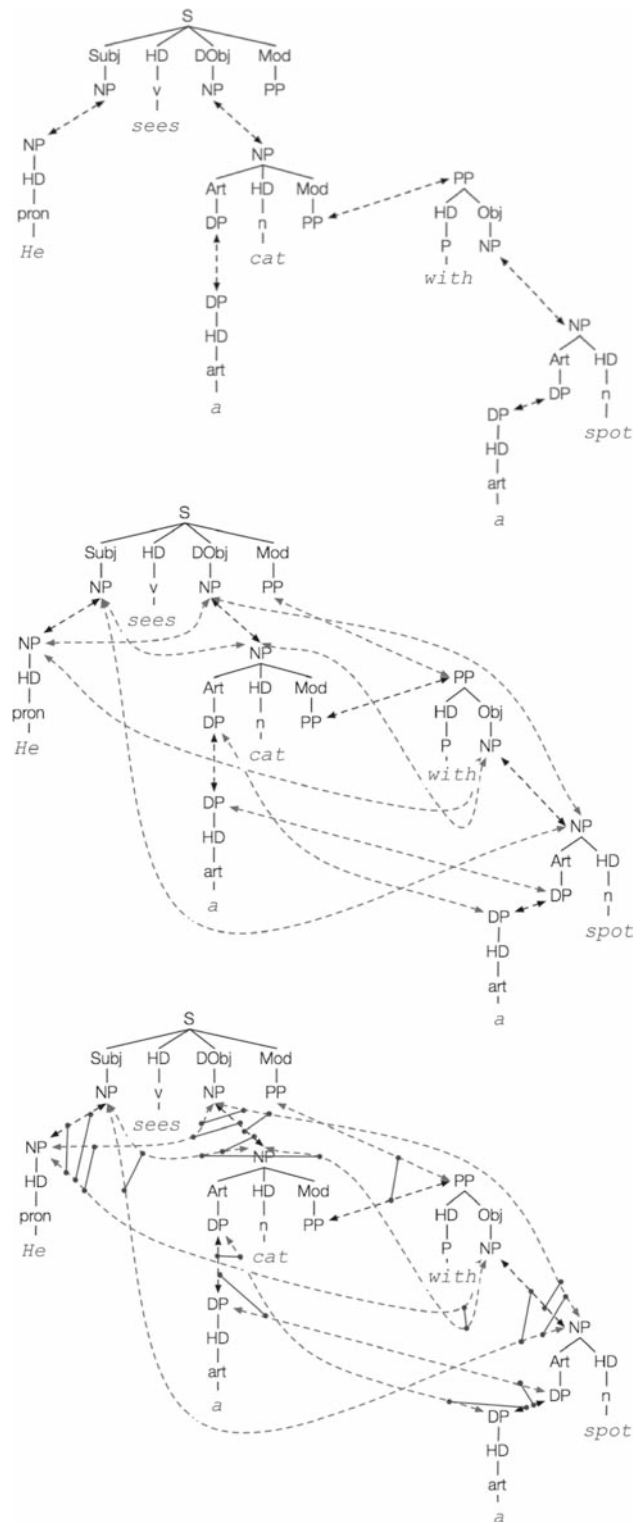 S
Subj HD DObj Mod
NP v NP PP
sees
NP NP
HD Art HD Mod PP
pron DP n PP HD Obj
He cat P NP
with
DP NP
HD Art HD
art DP n
a DP spot
HD
art
a
S
Subj HD DObj Mod
NP v NP PP
sees
NP NP
HD Art HD Mod PP
pron DP n PP HD Obj
He cat P NP
with
DP NP
HD Art HD
art DP n
a DP spot
HD
art
a
S
Subj HD DObj Mod
NP v NP PP
sees
NP NP
HD Art HD Mod PP
pron DP n PP HD Obj
He cat P NP
with
DP NP
HD Art HD
art DP n
a DP spot
HD
art
a